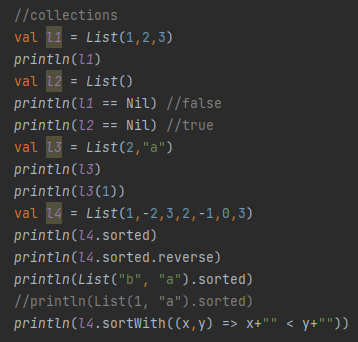 //collections
val l1 = List(1,2,3)
println(l1)
val l2 = List()
println(l1 == Nil) //false
println(l2 == Nil) //true
val l3 = List(2,"a")
println(l3)
println(l3(1))
val l4 = List(1,-2,3,2,-1,0,3)
println(l4.sorted)
println(l4.sorted.reverse)
println(List("b", "a").sorted)
//println(List(1, "a").sorted)
println(l4.sortWith((x,y) => x+"" < y+""))